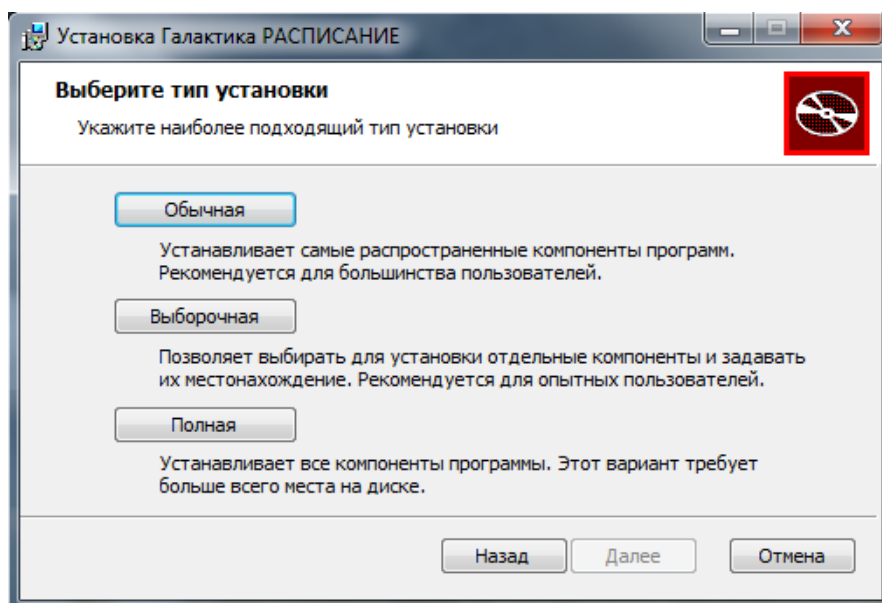 Установка Галактика РАСПИСАНИЕ
Выберите тип установки
Укажите наиболее подходящий тип установки
Обычная
Устанавливает самые распространенные компоненты программ.
Рекомендуется для большинства пользователей.
Выборочная
Позволяет выбирать для установки отдельные компоненты и задавать
их местонахождение. Рекомендуется для опытных пользователей.
Полная
Устанавливает все компоненты программы. Этот вариант требует
больше всего места на диске.
Назад Далее Отмена